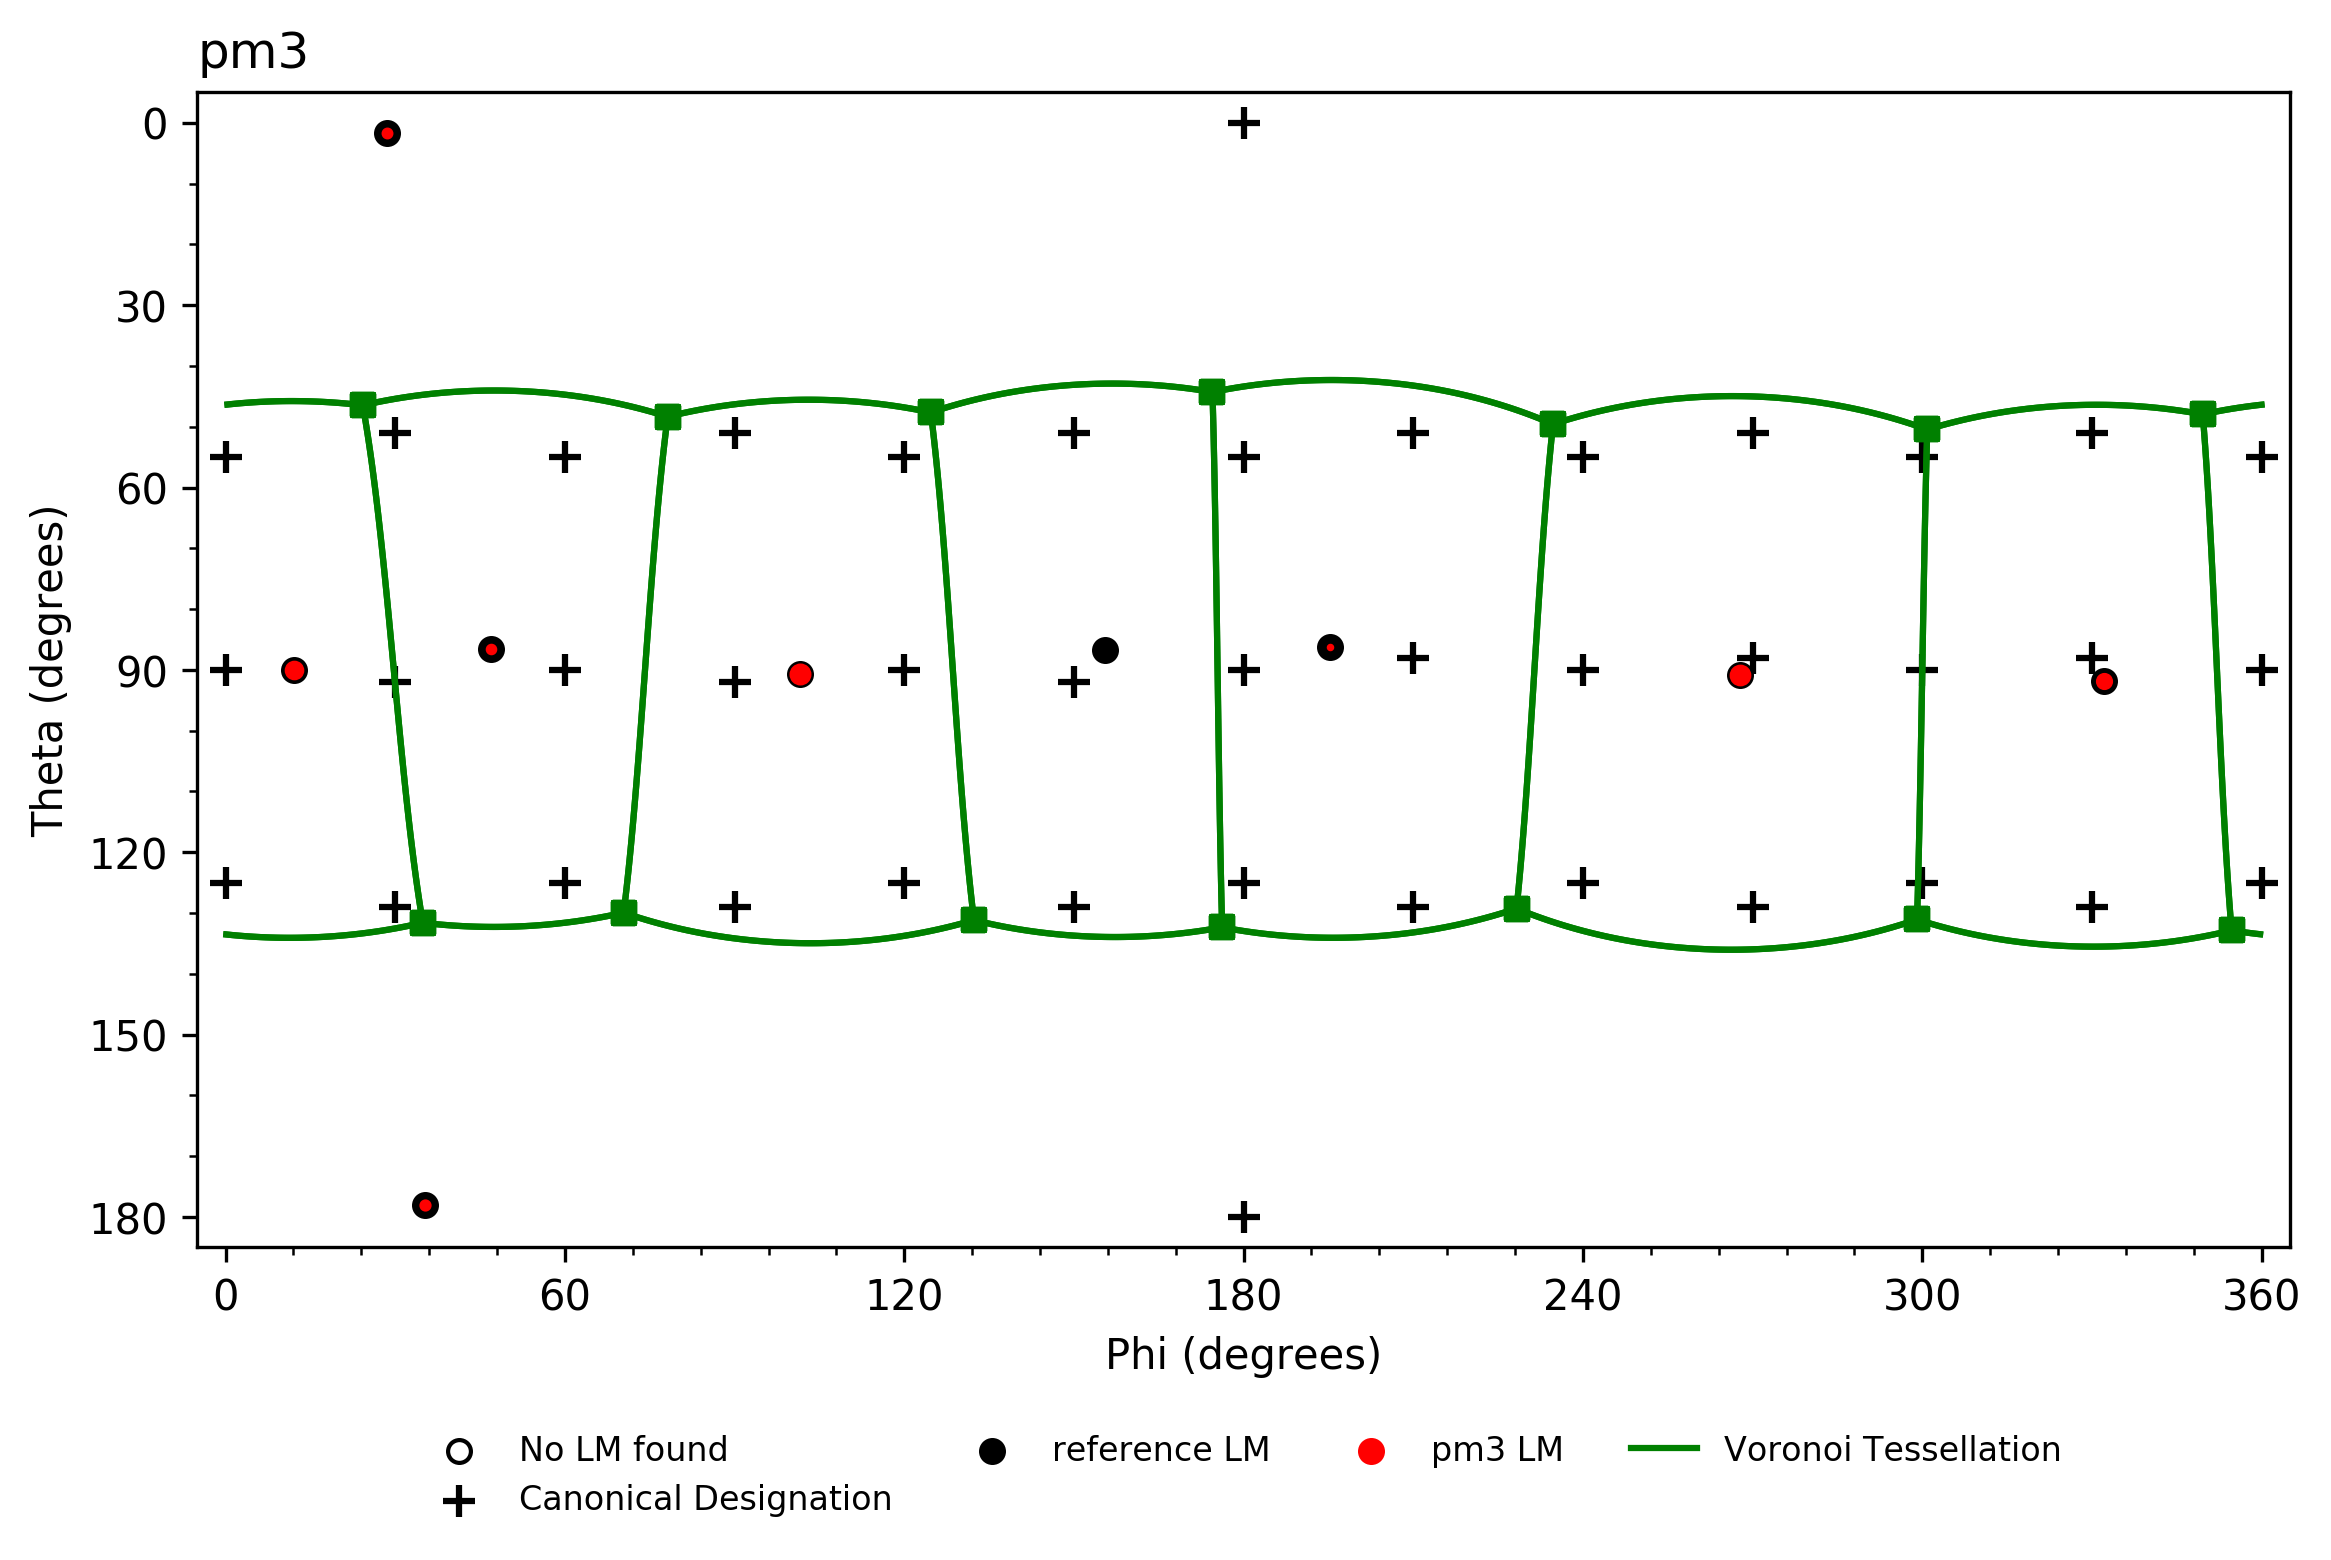 pm3
0
30
60
90
120
150
180
Theta (degrees)
0 60 120 180 240 300 360
Phi (degrees)
No LM found reference LM pm3 LM Voronoi Tessellation
Canonical Designation